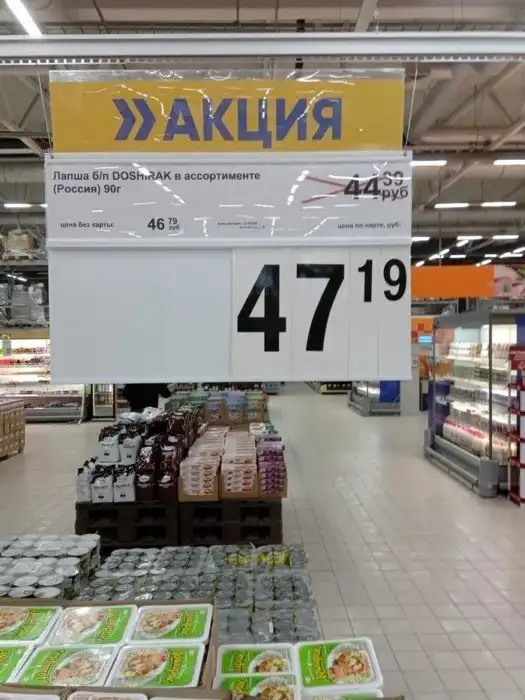 »АКЦИЯ
Лапша б/п DOSHIRAK в ассортименте
(Россия) 90г
44 39 руб
цена без карты: 46 79 руб
цена по карте, руб.
47 19